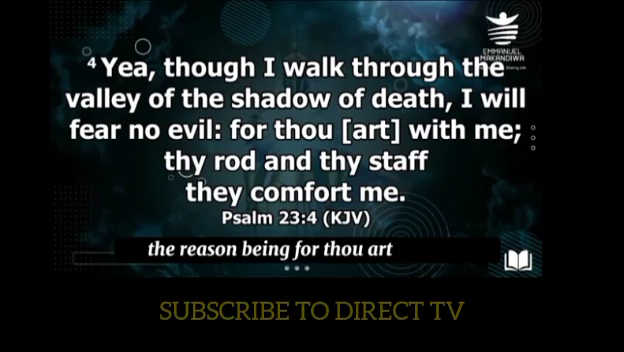 EMMANUEL
MAKANDIWA
4 Yea, though I walk through the
valley of the shadow of death, I will
fear no evil: for thou [art] with me;
thy rod and thy staff
they comfort me.
Psalm 23:4 (KJV)
the reason being for thou art
SUBSCRIBE TO DIRECT TV